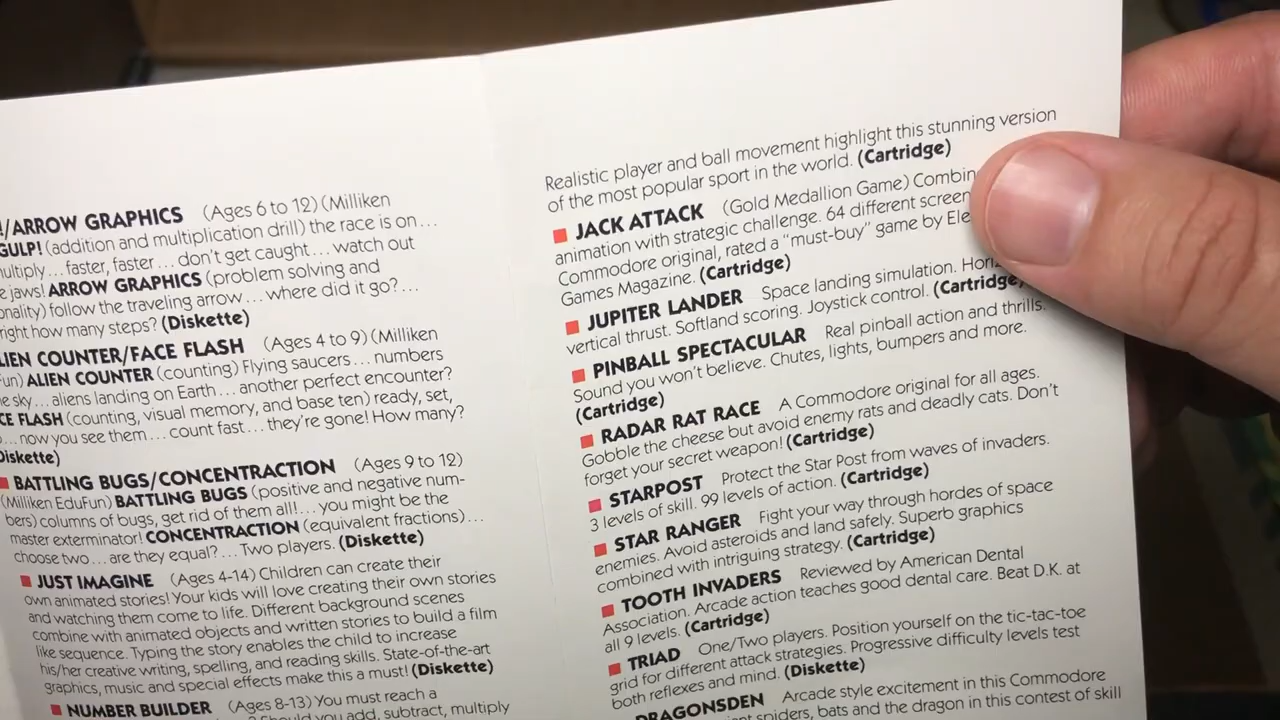 !/ARROW GRAPHICS (Ages 6 to 12) (Milliken
GULP! (addition and multiplication drill) the race is on...
multiply... faster, faster... don't get caught... watch out
e jaws! ARROW GRAPHICS (problem solving and
onality) follow the traveling arrow... where did it go?...
right how many steps? (Diskette)
LIEN COUNTER/FACE FLASH (Ages 4 to 9) (Milliken
Fun) ALIEN COUNTER (counting) Flying saucers... numbers
e sky... aliens landing on Earth... another perfect encounter?
CE FLASH (counting, visual memory, and base ten) ready, set,
... now you see them... count fast... they're gone! How many?
Diskette)
BATTLING BUGS/CONCENTRATION (Ages 9 to 12)
(Milliken EduFun) BATTLING BUGS (positive and negative num-
bers) columns of bugs, get rid of them all!... you might be the
master exterminator! CONCENTRATION (equivalent fractions)...
choose two... are they equal?... Two players. (Diskette)
JUST IMAGINE (Ages 4-14) Children can create their
own animated stories! Your kids will love creating their own stories
and watching them come to life. Different background scenes
combine with animated objects and written stories to build a film
like sequence. Typing the story enables the child to increase
his/her creative writing, spelling, and reading skills. State-of-the-art
graphics, music and special effects make this a must! (Diskette)
NUMBER BUILDER (Ages 8-13) You must reach a
? Should you add, subtract, multiply
Realistic player and ball movement highlight this stunning version
of the most popular sport in the world. (Cartridge)
JACK ATTACK (Gold Medallion Game) Combin
animation with strategic challenge. 64 different screen
Commodore original, rated a "must-buy" game by Ele
Games Magazine. (Cartridge)
JUPITER LANDER Space landing simulation. Horiz
vertical thrust. Softland scoring. Joystick control. (Cartridge)
PINBALL SPECTACULAR Real pinball action and thrills.
Sound you won't believe. Chutes, lights, bumpers and more.
(Cartridge)
RADAR RAT RACE A Commodore original for all ages.
Gobble the cheese but avoid enemy rats and deadly cats. Don't
forget your secret weapon! (Cartridge)
STARPOST Protect the Star Post from waves of invaders.
3 levels of skill. 99 levels of action. (Cartridge)
STAR RANGER Fight your way through hordes of space
enemies. Avoid asteroids and land safely. Superb graphics
combined with intriguing strategy. (Cartridge)
TOOTH INVADERS Reviewed by American Dental
Association. Arcade action teaches good dental care. Beat D.K. at
all 9 levels. (Cartridge)
TRIAD One/Two players. Position yourself on the tic-tac-toe
grid for different attack strategies. Progressive difficulty levels test
both reflexes and mind. (Diskette)
DRAGONSDEN Arcade style excitement in this Commodore
spiders, bats and the dragon in this contest of skill